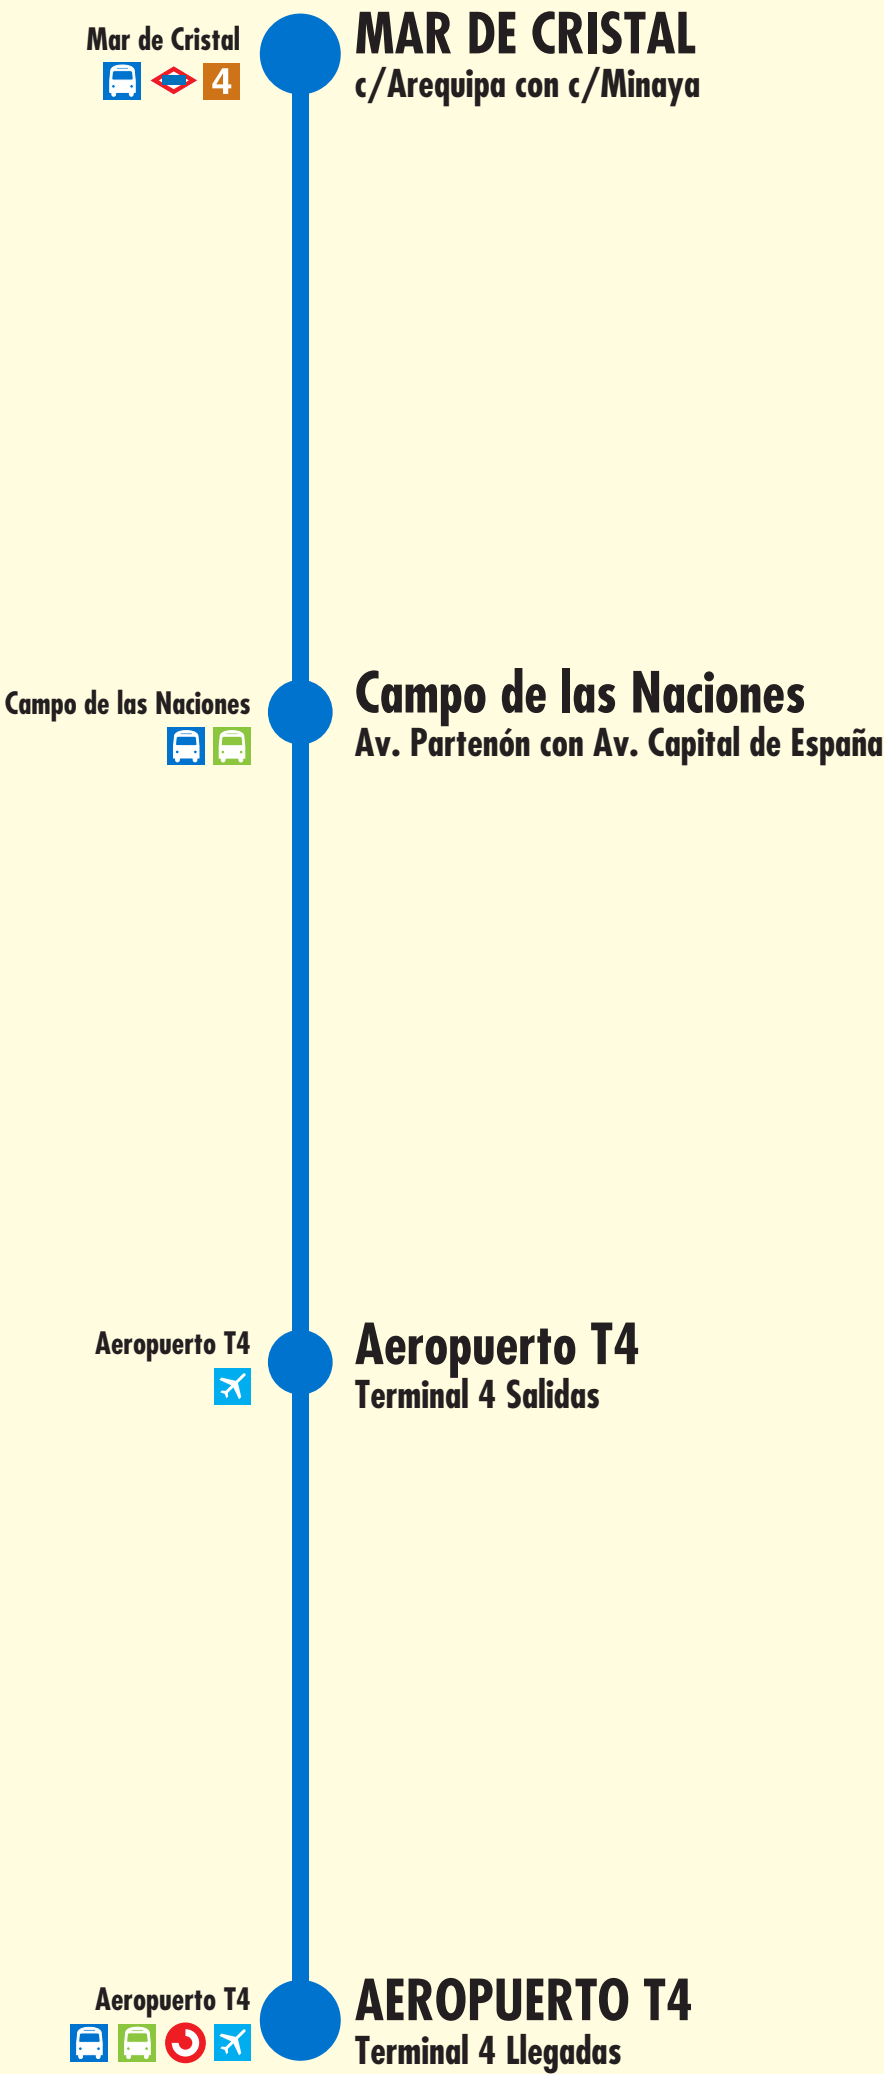 Mar de Cristal
4
MAR DE CRISTAL
c/Arequipa con c/Minaya
Campo de las Naciones
Campo de las Naciones
Av. Partenón con Av. Capital de España
Aeropuerto T4
Aeropuerto T4
Terminal 4 Salidas
Aeropuerto T4
AEROPUERTO T4
Terminal 4 Llegadas